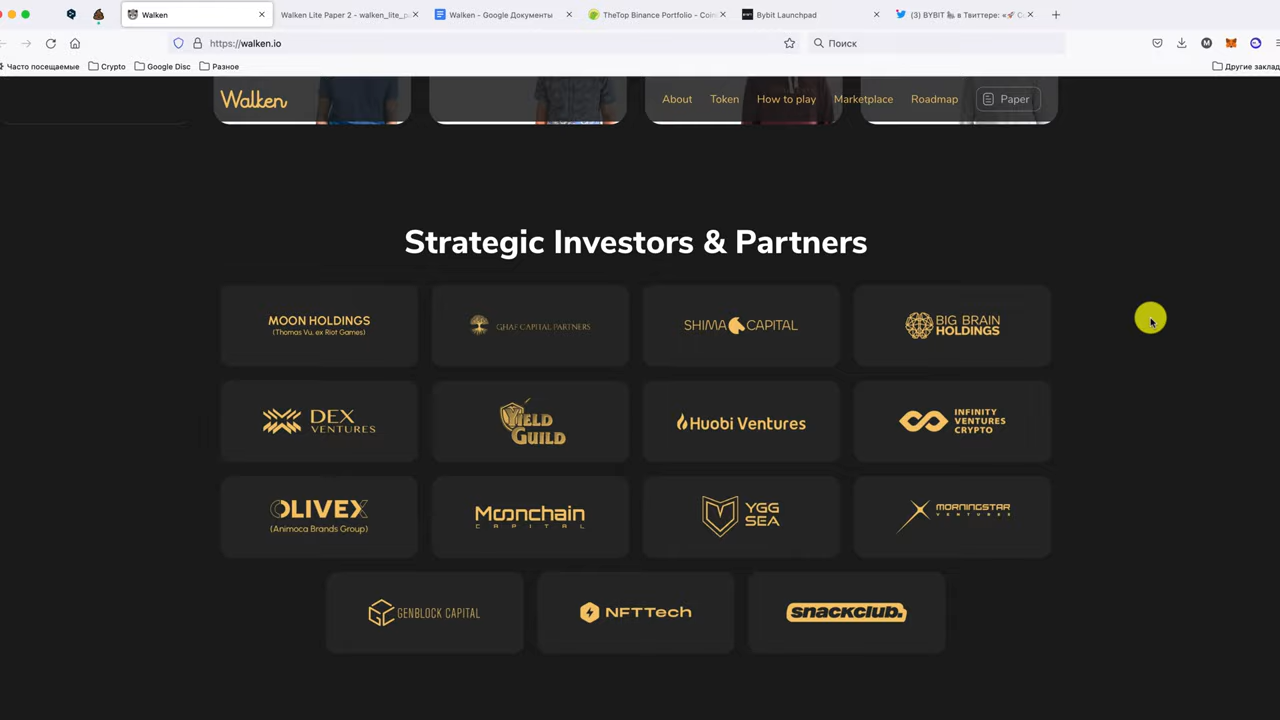 Walken
Walken Lite Paper 2 - walken_lite_p
Walken - Google Документы
TheTop Binance Portfolio - Coin
Bybit Launchpad
(3) BYBIT в Твиттере: «🚀
https://walken.io
Поиск
Часто посещаемые
Crypto
Google Disc
Разное
Другие заклад
Walken
About
Token
How to play
Marketplace
Roadmap
Paper
Strategic Investors & Partners
MOON HOLDINGS
(Thomas Vu. ex Riot Games)
GHAF CAPITAL PARTNERS
SHIMA CAPITAL
BIG BRAIN
HOLDINGS
DEX
VENTURES
YIELD
GUILD
Huobi Ventures
INFINITY
VENTURES
CRYPTO
OLIVEX
(Animoca Brands Group)
Moonchain
CAPITAL
YGG
SEA
MORNINGSTAR
VENTURES
GENBLOCK CAPITAL
NFTTech
snackclub.